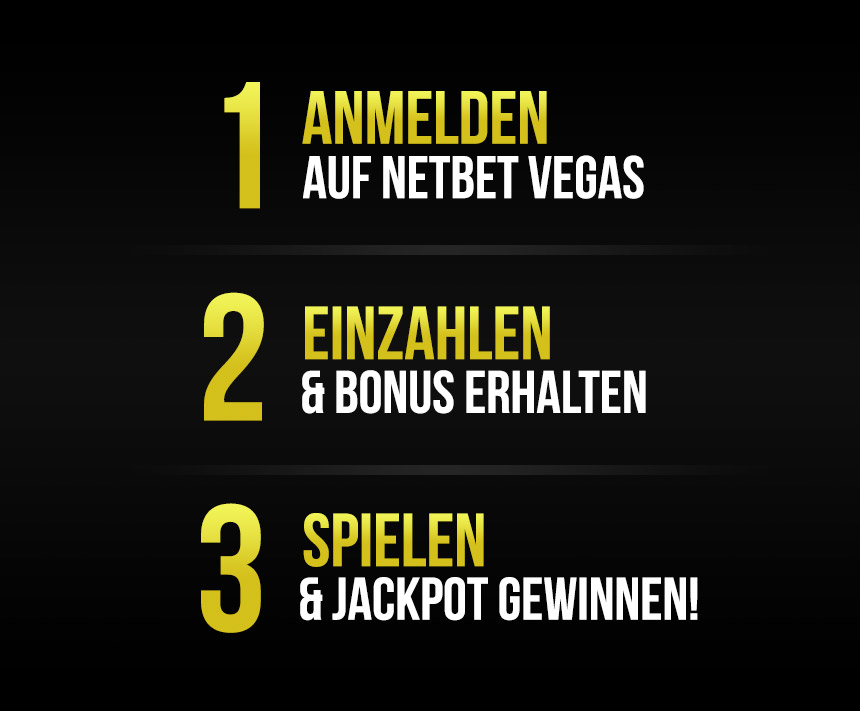 1 ANMELDEN
AUF NETBET VEGAS
2 EINZAHLEN
& BONUS ERHALTEN
3 SPIELEN
& JACKPOT GEWINNEN!